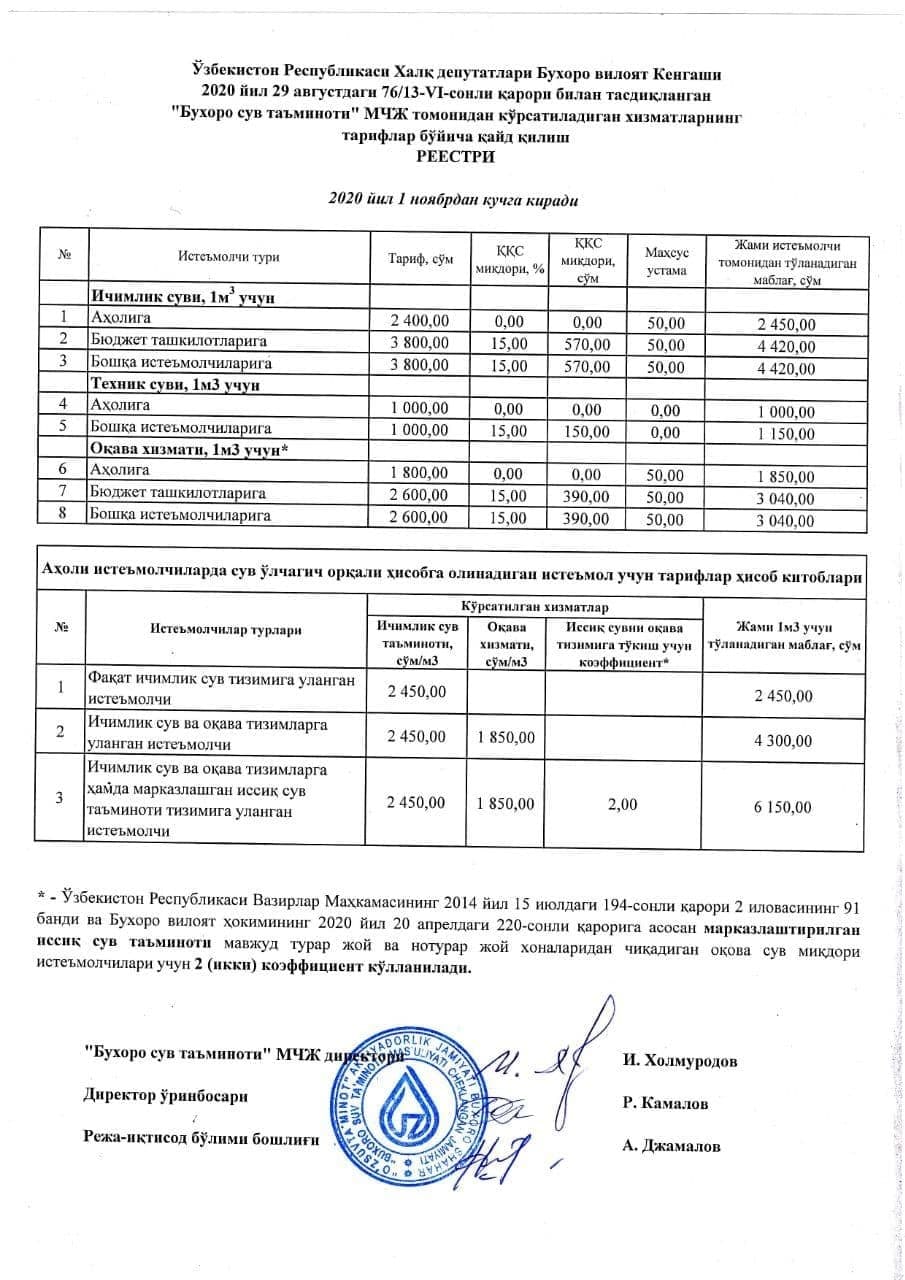 Ўзбекистон Республикаси Халқ депутатлари Бухоро вилоят Кенгаши
2020 йил 29 августдаги 76/13-VI-сонли қарори билан тасдиқланган
"Бухоро сув таъминоти" МЧЖ томонидан кўрсатиладиган хизматларнинг
тарифлар бўйича қайд қилиш
РЕЕСТРИ
2020 йил 1 ноябрдан кучга киради
№ Истеъмолчи тури Тариф, сўм ҚҚС миқдори, % ҚҚС миқдори, сўм Маҳсус устама Жами истеъмолчи томонидан тўланадиган маблағ, сўм
Ичимлик суви, 1м³ учун
1 Аҳолига 2 400,00 0,00 0,00 50,00 2 450,00
2 Бюджет ташкилотларига 3 800,00 15,00 570,00 50,00 4 420,00
3 Бошқа истеъмолчиларига 3 800,00 15,00 570,00 50,00 4 420,00
Техник суви, 1м3 учун
4 Аҳолига 1 000,00 0,00 0,00 0,00 1 000,00
5 Бошқа истеъмолчиларига 1 000,00 15,00 150,00 0,00 1 150,00
Оқава хизмати, 1м3 учун*
6 Аҳолига 1 800,00 0,00 0,00 50,00 1 850,00
7 Бюджет ташкилотларига 2 600,00 15,00 390,00 50,00 3 040,00
8 Бошқа истеъмолчиларига 2 600,00 15,00 390,00 50,00 3 040,00
Аҳоли истеъмолчиларда сув ўлчагич орқали ҳисобга олинадиган истеъмол учун тарифлар ҳисоб китоблари
№ Истеъмолчилар турлари Кўрсатилган хизматлар Жами 1м3 учун тўланадиган маблағ, сўм
Ичимлик сув таъминоти, сўм/м3 Оқава хизмати, сўм/м3 Иссиқ сувни оқава тизимига тўкиш учун коэффициент*
1 Фақат ичимлик сув тизимига уланган истеъмолчи 2 450,00 2 450,00
2 Ичимлик сув ва оқава тизимларга уланган истеъмолчи 2 450,00 1 850,00 4 300,00
3 Ичимлик сув ва оқава тизимларга ҳамда марказлашган иссиқ сув таъминоти тизимига уланган истеъмолчи 2 450,00 1 850,00 2,00 6 150,00
* - Ўзбекистон Республикаси Вазирлар Маҳкамасининг 2014 йил 15 июлдаги 194-сонли қарори 2 иловасининг 91
банди ва Бухоро вилоят ҳокимининг 2020 йил 20 апрелдаги 220-сонли қарорига асосан марказлаштирилган
иссиқ сув таъминоти мавжуд турар жой ва нотурар жой хоналаридан чиқадиган оқова сув миқдори
истеъмолчилари учун 2 (икки) коэффициент кўлланилади.
"Бухоро сув таъминоти" МЧЖ директори И. Холмуродов
Директор ўринбосари Р. Камалов
Режа-иқтисод бўлими бошлиғи А. Джамалов
"O'ZSUVTA'MINOT" AKSIYADORLIK JAMIYATI BUXORO SHAHAR
"BUXORO SUV TA'MINOTI" MAS'ULIYATI CHEKLANGAN JAMIYATI